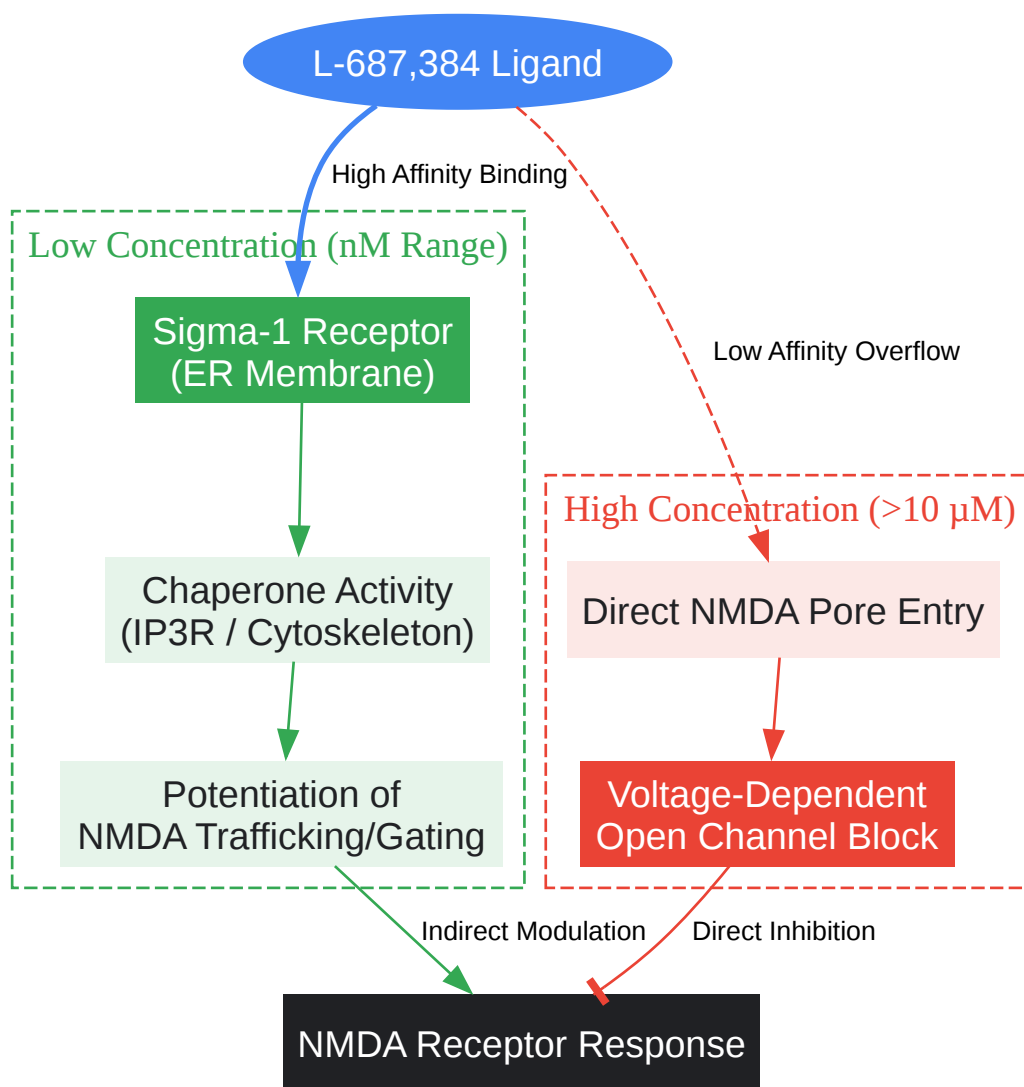 L-687,384 Ligand
High Affinity Binding
Low Concentration (nM Range)
Sigma-1 Receptor
(ER Membrane)
Low Affinity Overflow
High Concentration (>10 µM)
Chaperone Activity
(IP3R / Cytoskeleton)
Direct NMDA Pore Entry
Potentiation of
NMDA Trafficking/Gating
Voltage-Dependent
Open Channel Block
Indirect Modulation
Direct Inhibition
NMDA Receptor Response